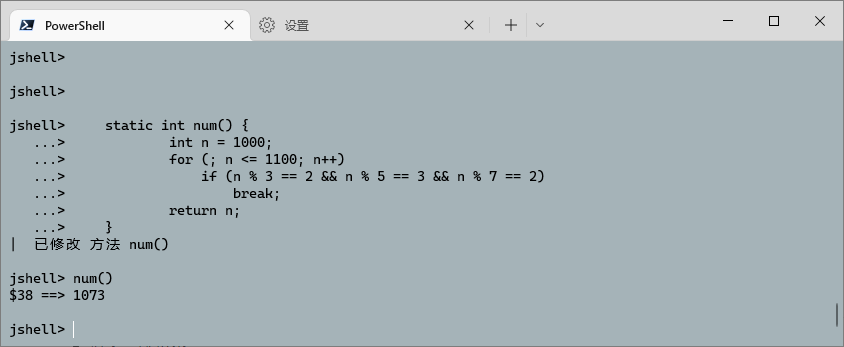 PowerShell
设置
jshell>
jshell>
jshell>     static int num() {
   ...>             int n = 1000;
   ...>             for (; n <= 1100; n++)
   ...>                 if (n % 3 == 2 && n % 5 == 3 && n % 7 == 2)
   ...>                     break;
   ...>             return n;
   ...>     }
|  已修改 方法 num()
jshell> num()
$38 ==> 1073
jshell>